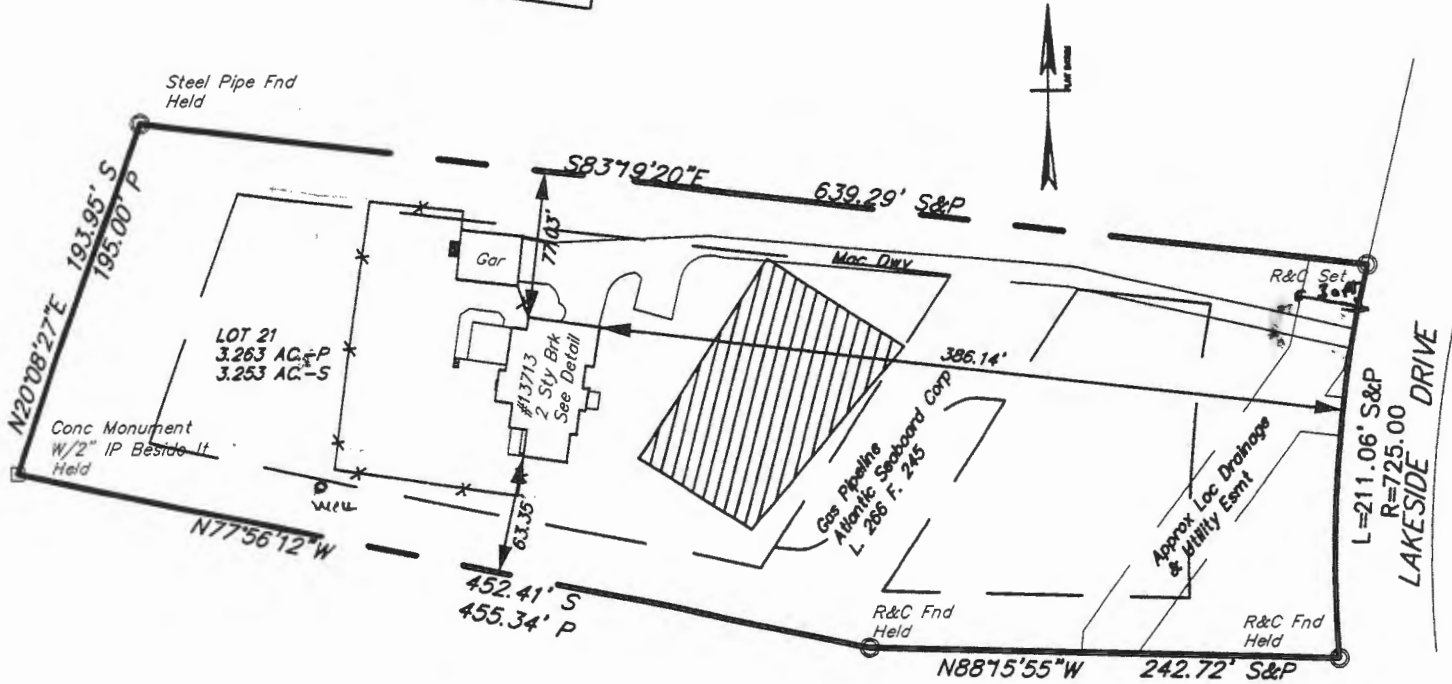 Steel Pipe Fnd
Held
S83°19'20"E
639.29' S&P
193.95' S
195.00' P
N20°08'27"E
77.03'
Gar
Mac Dwy
R&C Set
LOT 21
3.263 AC.-P
3.253 AC.-S
#13713
2 Sty Brk
See Detail
386.14'
Gas Pipeline
Atlantic Seaboard Corp
L. 266 F. 245
Approx Loc Drainage
& Utility Esmt
L=211.06' S&P
R=725.00
LAKESIDE DRIVE
Conc Monument
W/2" IP Beside It
Held
well
N77°56'12"W
63.35'
452.41' S
455.34' P
R&C Fnd
Held
R&C Fnd
Held
N88°15'55"W
242.72' S&P